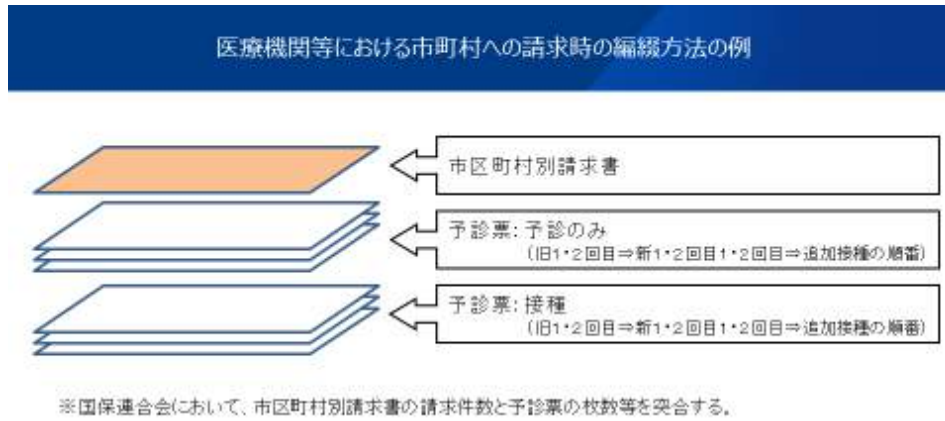 医療機関等における市町村への請求時の編綴方法の例
市区町村別請求書
予診票:予診のみ
(旧1・2回目⇒新1・2回目1・2回目⇒追加接種の順番)
予診票:接種
(旧1・2回目⇒新1・2回目1・2回目⇒追加接種の順番)
※国保連合会において、市区町村別請求書の請求件数と予診票の枚数等を突合する。